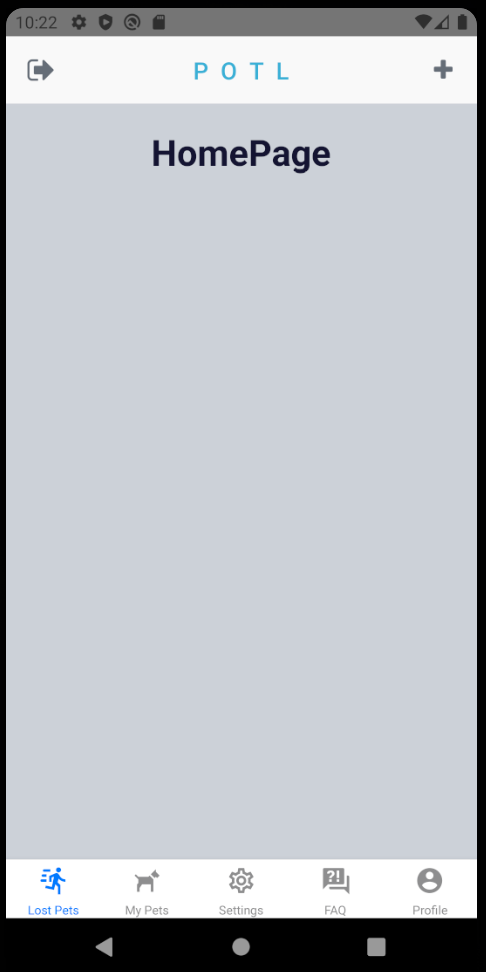 10:22
P O T L
HomePage
?!
Lost Pets
My Pets
Settings
FAQ
Profile